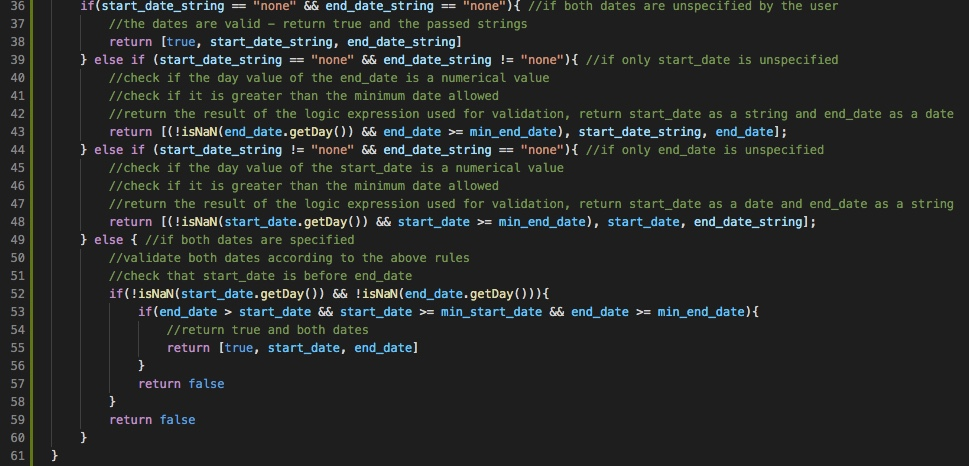 36 if(start_date_string == "none" && end_date_string == "none"){ //if both dates are unspecified by the user
37 //the dates are valid – return true and the passed strings
38 return [true, start_date_string, end_date_string]
39 } else if (start_date_string == "none" && end_date_string != "none"){ //if only start_date is unspecified
40 //check if the day value of the end_date is a numerical value
41 //check if it is greater than the minimum date allowed
42 //return the result of the logic expression used for validation, return start_date as a string and end_date as a date
43 return [(!isNaN(end_date.getDay()) && end_date >= min_end_date), start_date_string, end_date];
44 } else if (start_date_string != "none" && end_date_string == "none"){ //if only end_date is unspecified
45 //check if the day value of the start_date is a numerical value
46 //check if it is greater than the minimum date allowed
47 //return the result of the logic expression used for validation, return start_date as a date and end_date as a string
48 return [(!isNaN(start_date.getDay()) && start_date >= min_end_date), start_date, end_date_string];
49 } else { //if both dates are specified
50 //validate both dates according to the above rules
51 //check that start_date is before end_date
52 if(!isNaN(start_date.getDay()) && !isNaN(end_date.getDay())){
53 if(end_date > start_date && start_date >= min_start_date && end_date >= min_end_date){
54 //return true and both dates
55 return [true, start_date, end_date]
56 }
57 return false
58 }
59 return false
60 }
61 }